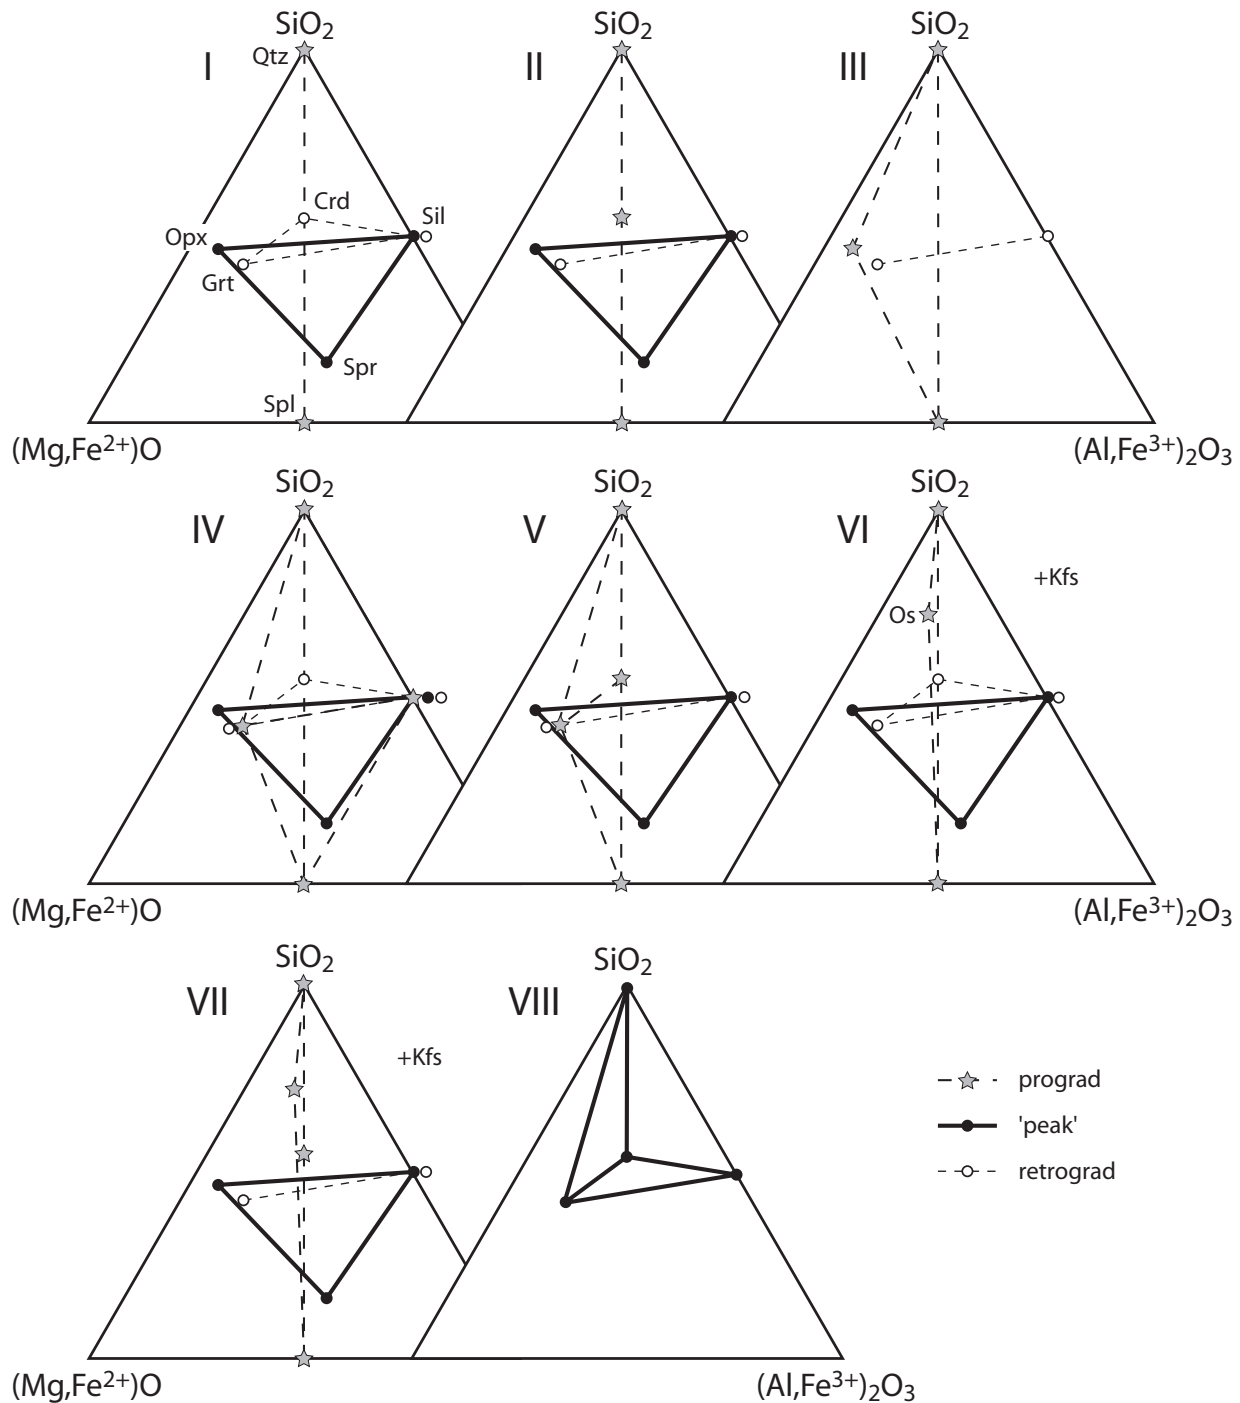 SiO2 SiO2 SiO2
I Qtz II III
Crd
Opx Sil
Grt
Spr
Spl
(Mg,Fe2+)O (Al,Fe3+)2O3
SiO2 SiO2 SiO2
IV V VI
+Kfs
Os
(Mg,Fe2+)O (Al,Fe3+)2O3
SiO2 SiO2
VII VIII
+Kfs
prograd
'peak'
retrograd
(Mg,Fe2+)O (Al,Fe3+)2O3